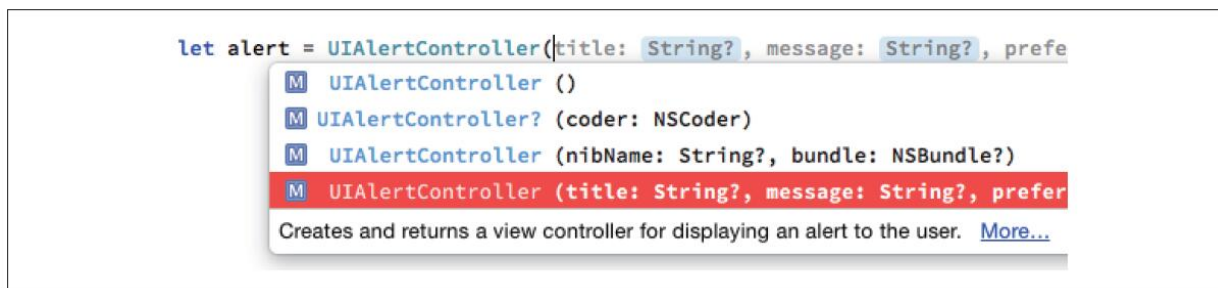 let alert = UIAlertController(title: String?, message: String?, prefe
M UIAlertController ()
M UIAlertController? (coder: NSCoder)
M UIAlertController (nibName: String?, bundle: NSBundle?)
M UIAlertController (title: String?, message: String?, prefer
Creates and returns a view controller for displaying an alert to the user. More...